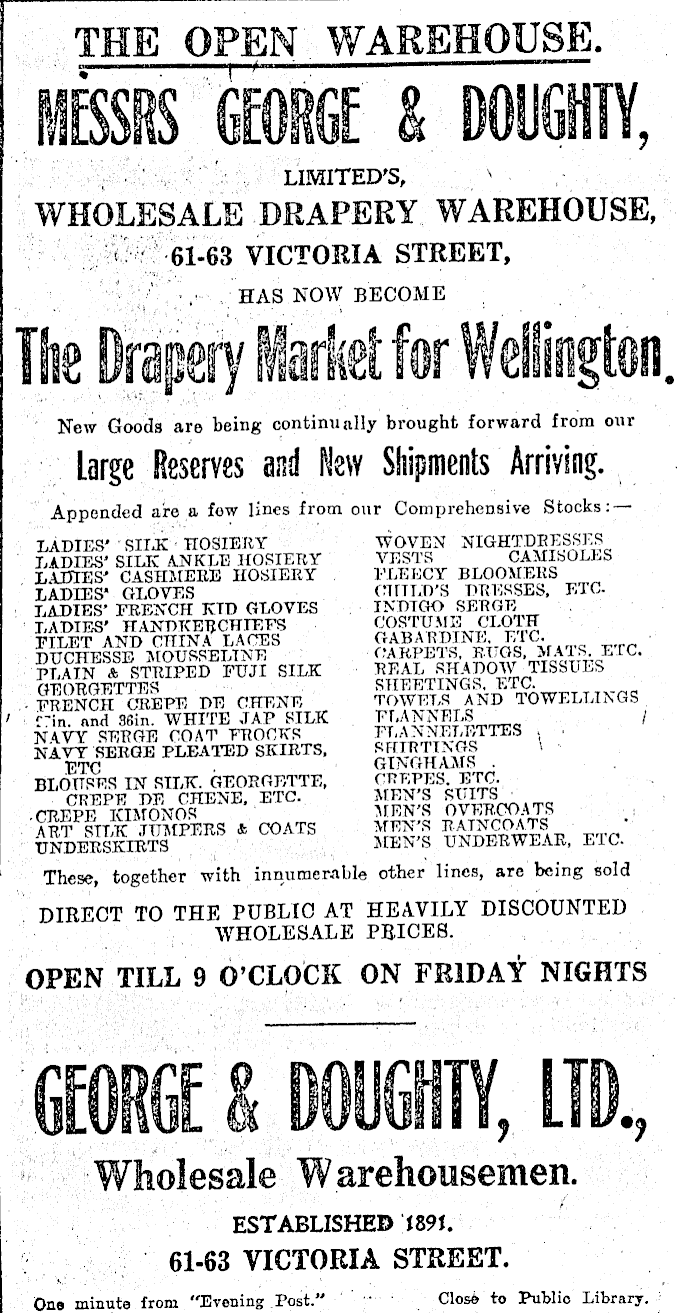 THE OPEN WAREHOUSE.
MESSRS GEORGE & DOUGHTY,
LIMITED'S,
WHOLESALE DRAPERY WAREHOUSE,
61-63 VICTORIA STREET,
HAS NOW BECOME
The Drapery Market for Wellington.
New Goods are being continually brought forward from our
Large Reserves and New Shipments Arriving.
Appended are a few lines from our Comprehensive Stocks:—
LADIES' SILK HOSIERY
LADIES' SILK ANKLE HOSIERY
LADIES' CASHMERE HOSIERY
LADIES' GLOVES
LADIES' FRENCH KID GLOVES
LADIES' HANDKERCHIEFS
FILET AND CHINA LACES
DUCHESSE MOUSSELINE
PLAIN & STRIPED FUJI SILK
GEORGETTES
FRENCH CREPE DE CHENE
and 36in. WHITE JAP SILK
NAVY SERGE COAT FROCKS
NAVY SERGE PLEATED SKIRTS,
ETC
BLOUSES IN SILK. GEORGETTE,
CREPE DE CHENE, ETC.
CREPE KIMONOS
ART SILK JUMPERS & COATS
UNDERSKIRTS
WOVEN NIGHTDRESSES
VESTS CAMISOLES
FLEECY BLOOMERS
CHILD'S DRESSES, ETC.
INDIGO SERGE
COSTUME CLOTH
GABARDINE, ETC.
CARPETS, RUGS, MATS, ETC.
REAL SHADOW TISSUES
SHEETINGS, ETC.
TOWELS AND TOWELLINGS
FLANNELS
FLANNELETTES
SHIRTINGS
GINGHAMS
CREPES, ETC.
MEN'S SUITS
MEN'S OVERCOATS
MEN'S RAINCOATS
MEN'S UNDERWEAR, ETC.
These, together with innumerable other lines, are being sold
DIRECT TO THE PUBLIC AT HEAVILY DISCOUNTED
WHOLESALE PRICES.
OPEN TILL 9 O'CLOCK ON FRIDAY NIGHTS
GEORGE & DOUGHTY, LTD.,
Wholesale Warehousemen.
ESTABLISHED 1891.
61-63 VICTORIA STREET.
One minute from "Evening Post." Close to Public Library.